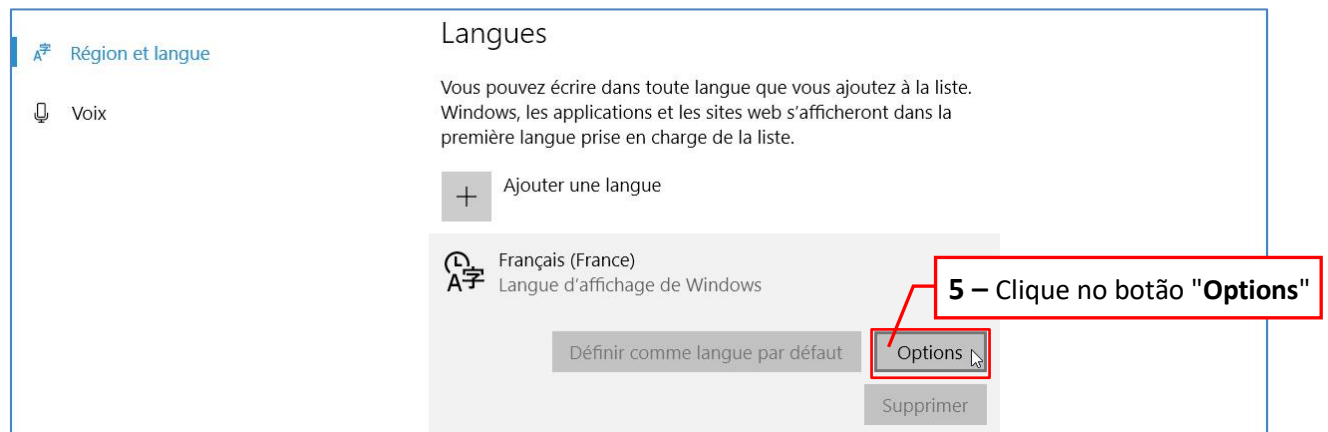 Langues
Région et langue
Voix
Vous pouvez écrire dans toute langue que vous ajoutez à la liste.
Windows, les applications et les sites web s'afficheront dans la
première langue prise en charge de la liste.
Ajouter une langue
Français (France)
Langue d'affichage de Windows
5 – Clique no botão "Options"
Définir comme langue par défaut
Options
Supprimer